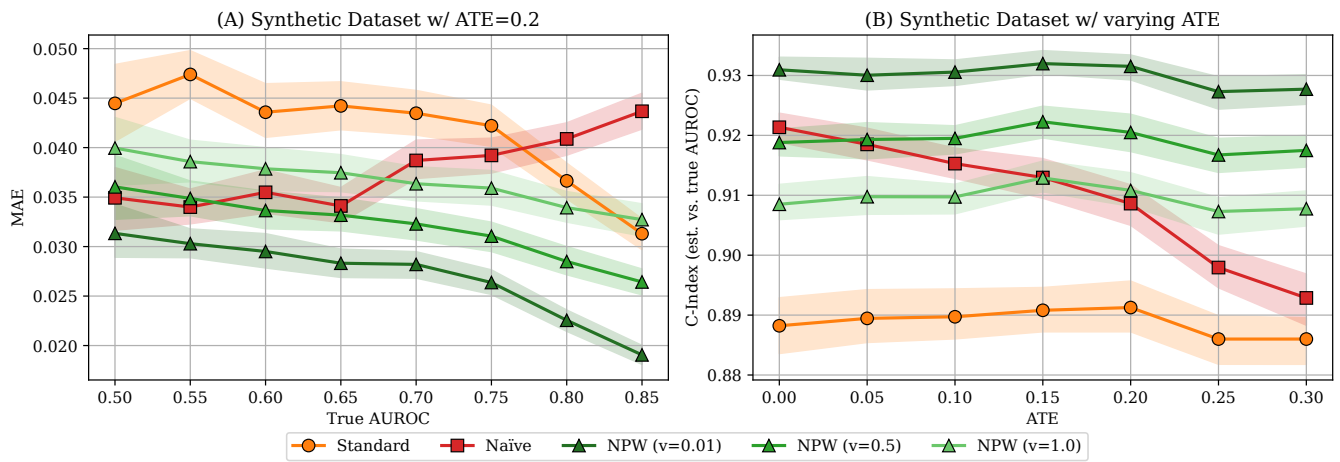 (A) Synthetic Dataset w/ ATE=0.2
MAE
0.050
0.045
0.040
0.035
0.030
0.025
0.020
0.50 0.55 0.60 0.65 0.70 0.75 0.80 0.85
True AUROC
(B) Synthetic Dataset w/ varying ATE
C-Index (est. vs. true AUROC)
0.93
0.92
0.91
0.90
0.89
0.88
0.00 0.05 0.10 0.15 0.20 0.25 0.30
ATE
Standard Naïve NPW (v=0.01) NPW (v=0.5) NPW (v=1.0)